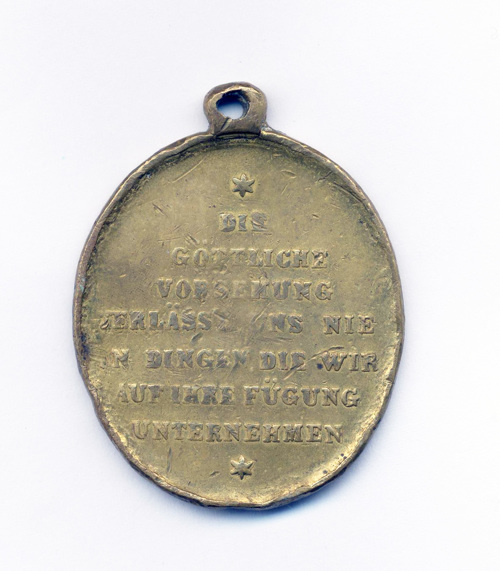 DIE
GÖTTLICHE
VORSEHUNG
VERLÄSST UNS NIE
IN DINGEN DIE WIR
AUF IHRE FÜGUNG
UNTERNEHMEN